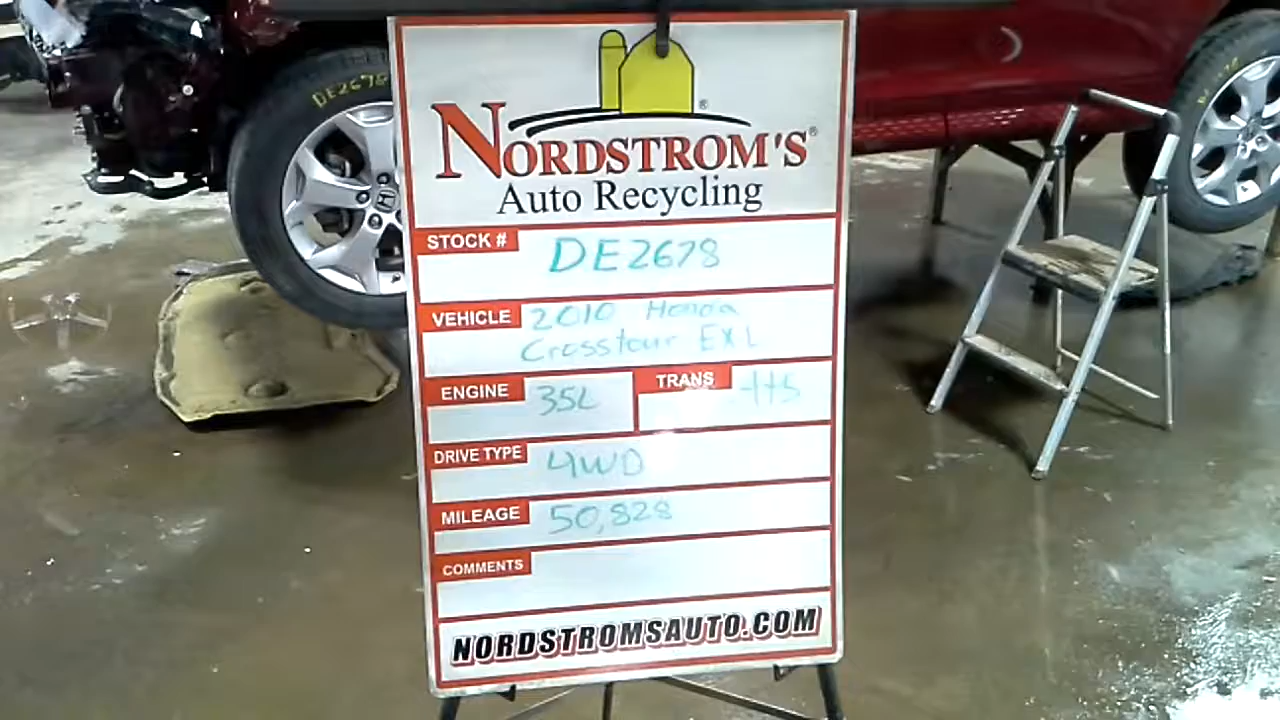 DE2678
NORDSTROM'S®
Auto Recycling
STOCK # DE2678
VEHICLE 2010 Honda
Crosstour EXL
ENGINE 35L TRANS
DRIVE TYPE 4WD
MILEAGE 50,828
COMMENTS
NORDSTROMSAUTO.COM